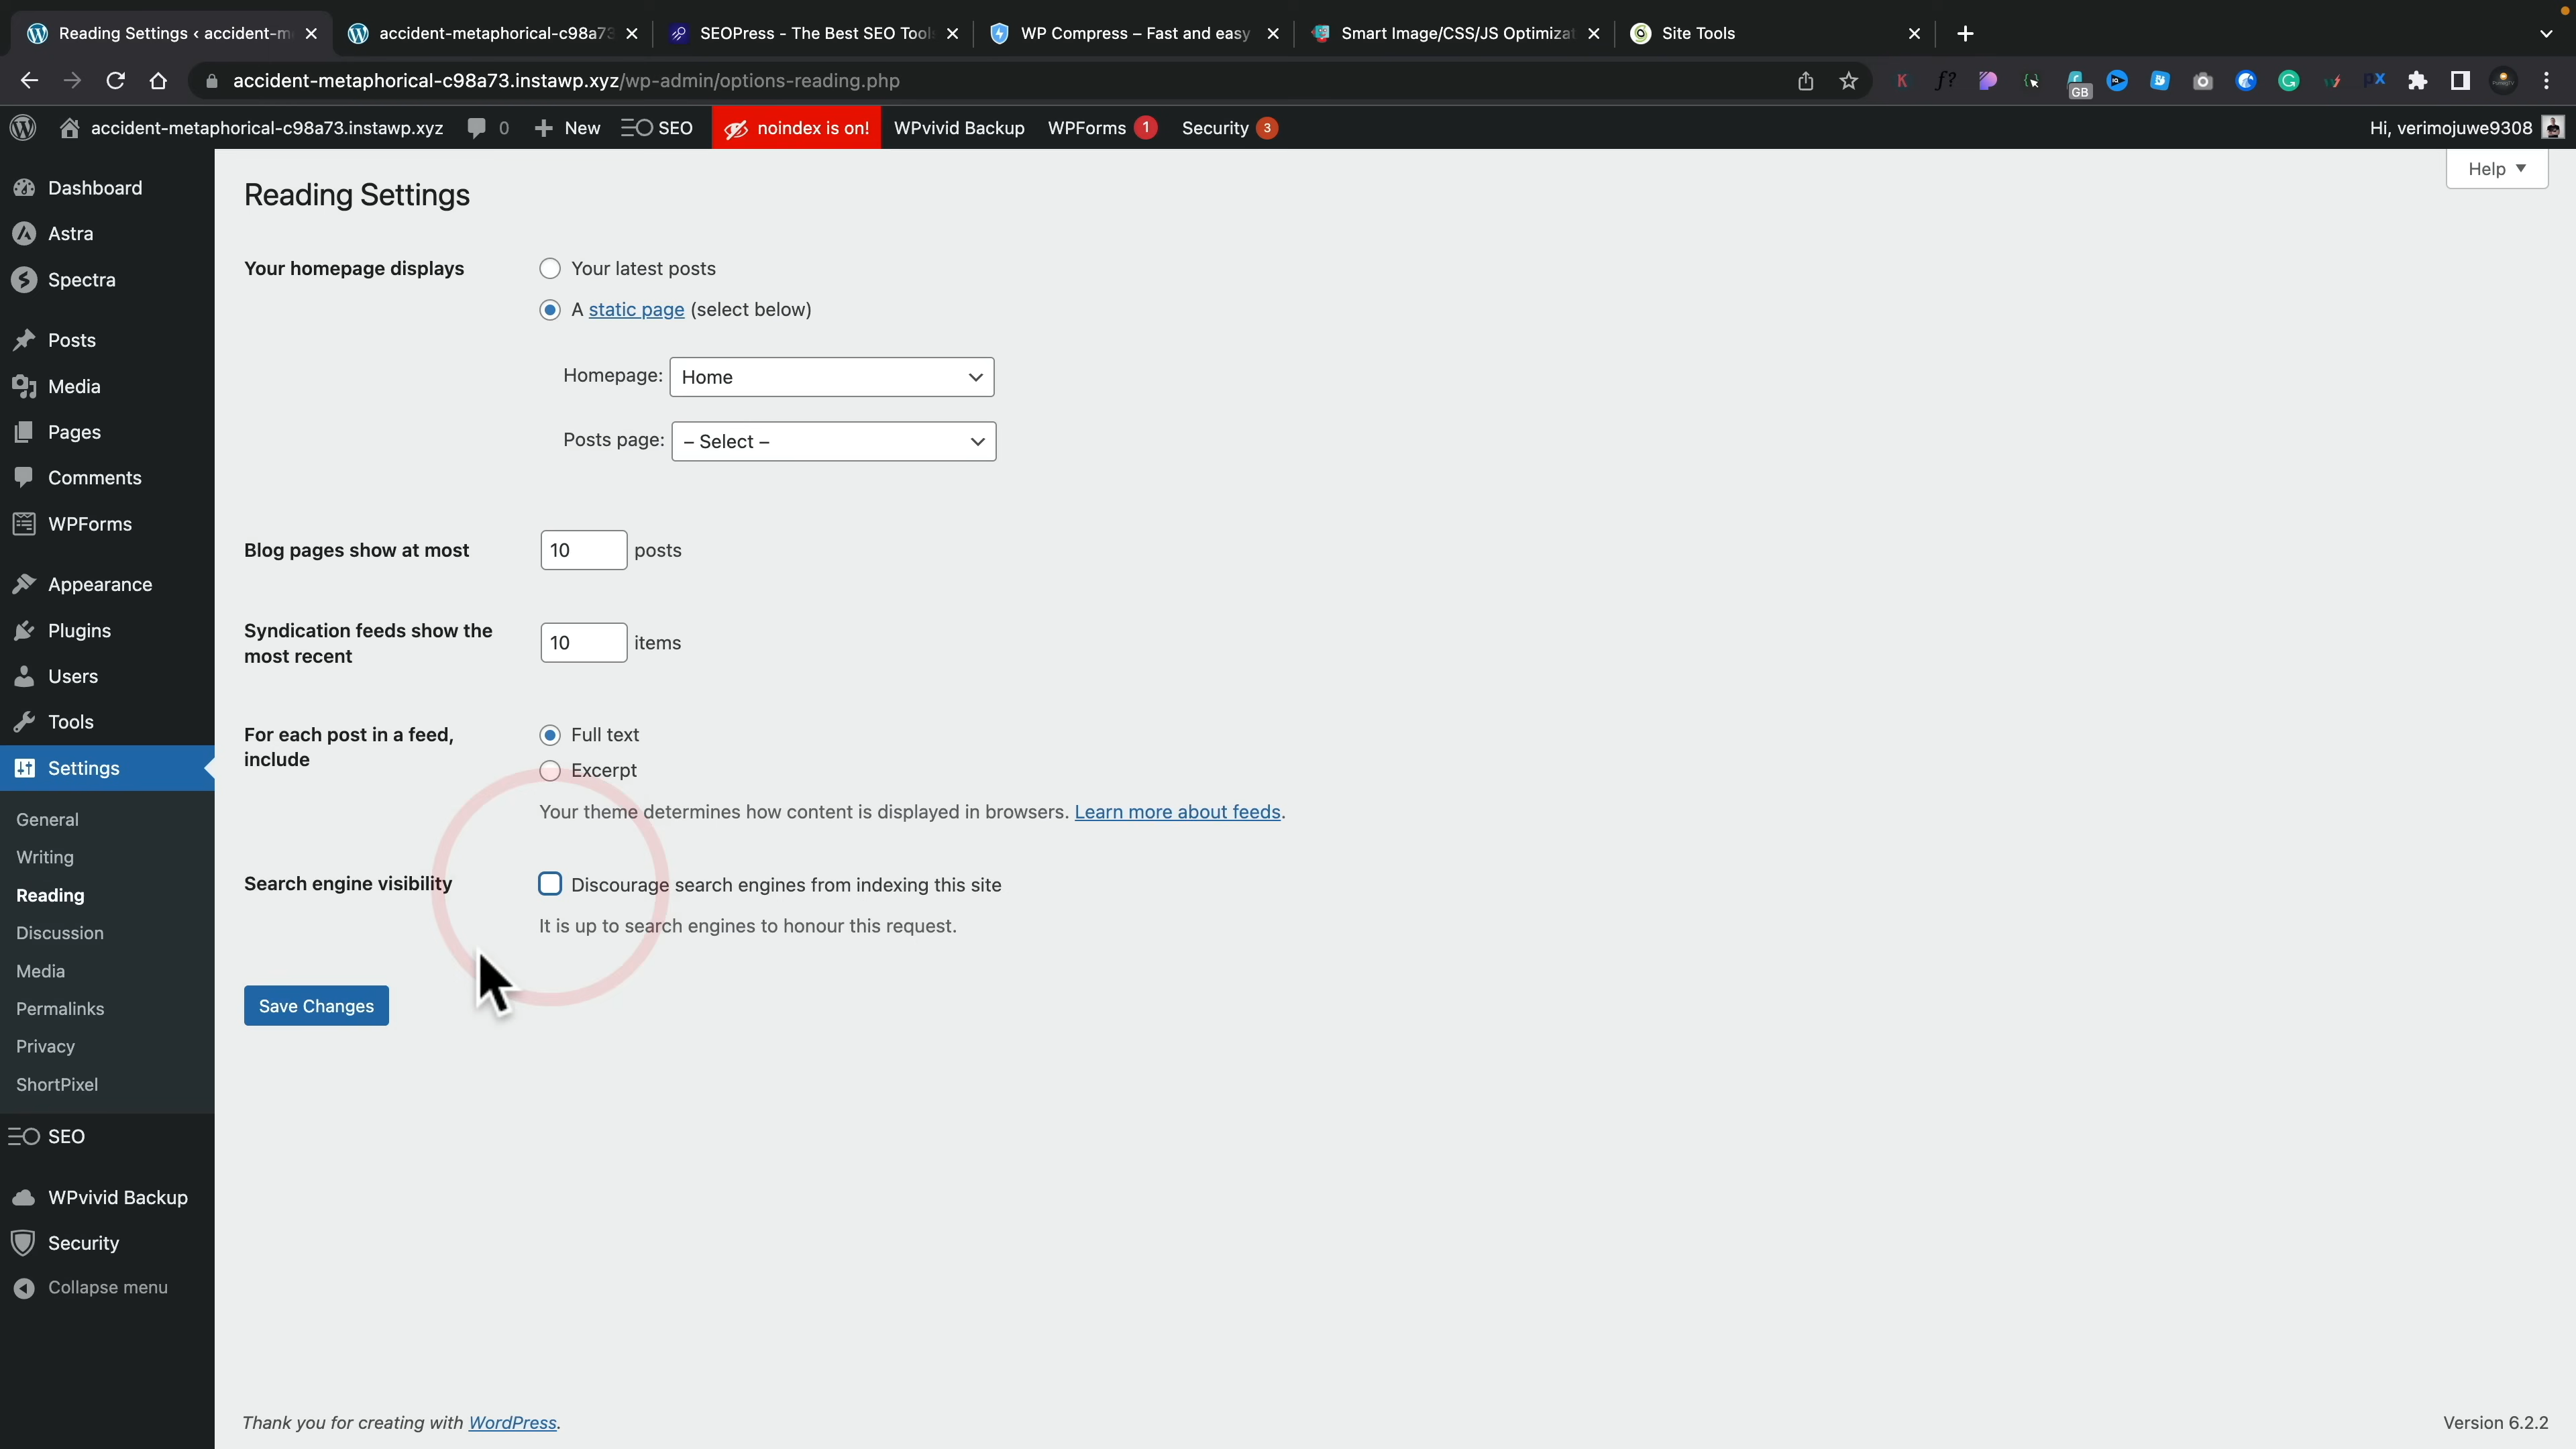 Reading Settings ‹ accident-m
accident-metaphorical-c98a73
SEOPress - The Best SEO Tool
WP Compress – Fast and easy
Smart Image/CSS/JS Optimizat
Site Tools
accident-metaphorical-c98a73.instawp.xyz/wp-admin/options-reading.php
GB
accident-metaphorical-c98a73.instawp.xyz
0
New
SEO
noindex is on!
WPvivid Backup
WPForms 1
Security 3
Hi, verimojuwe9308
Help
Dashboard
Astra
Spectra
Posts
Media
Pages
Comments
WPForms
Appearance
Plugins
Users
Tools
Settings
General
Writing
Reading
Discussion
Media
Permalinks
Privacy
ShortPixel
SEO
WPvivid Backup
Security
Collapse menu
Reading Settings
Your homepage displays
Your latest posts
A static page (select below)
Homepage: Home
Posts page: – Select –
Blog pages show at most 10 posts
Syndication feeds show the
most recent
10 items
For each post in a feed,
include
Full text
Excerpt
Your theme determines how content is displayed in browsers. Learn more about feeds.
Search engine visibility
Discourage search engines from indexing this site
It is up to search engines to honour this request.
Save Changes
Thank you for creating with WordPress.
Version 6.2.2